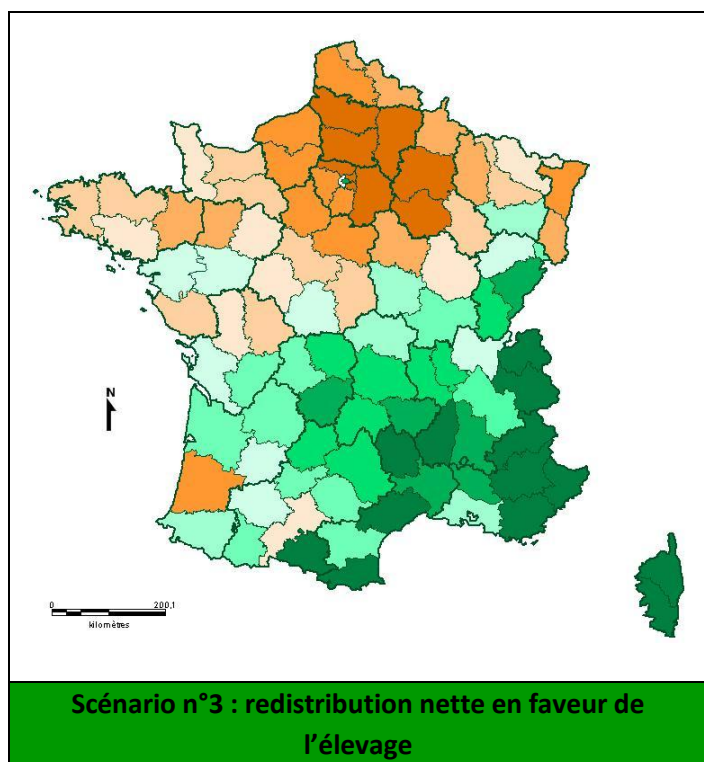 N
0 200,1
kilomètres
Scénario n°3 : redistribution nette en faveur de
l’élevage